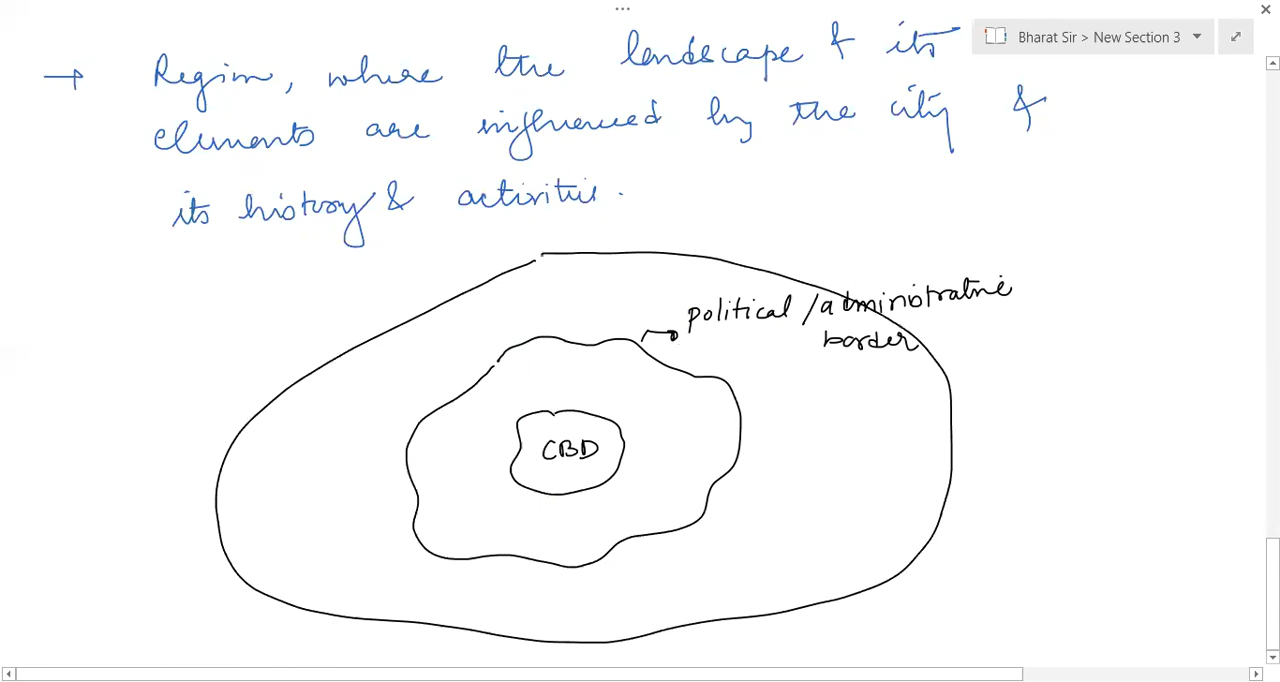 Bharat Sir > New Section 3
→ Region, where the landscape & its
elements are influenced by the city &
its history & activities.
political/administrative
border
CBD